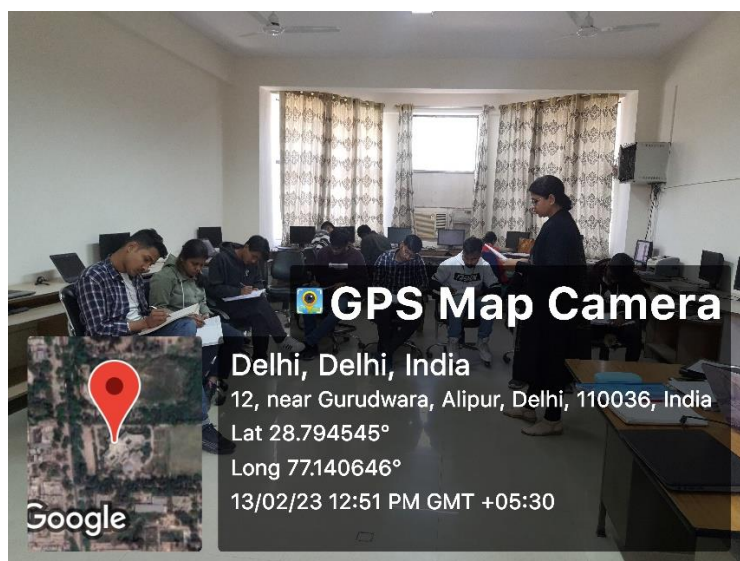 GPS Map Camera
Delhi, Delhi, India
12, near Gurudwara, Alipur, Delhi, 110036, India
Lat 28.794545°
Long 77.140646°
13/02/23 12:51 PM GMT +05:30
Google